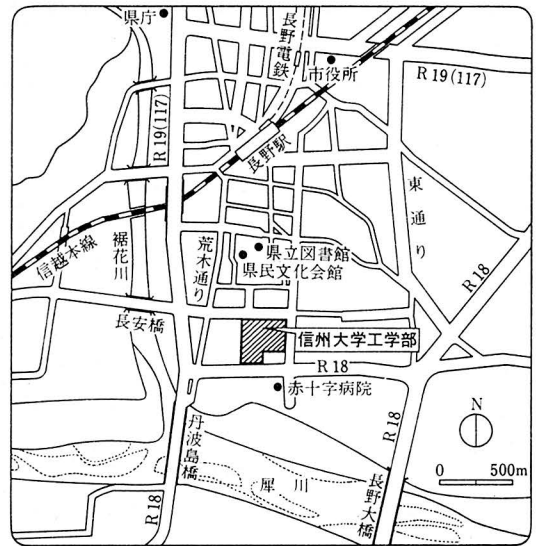 県庁
長野電鉄
市役所
R 19(117)
R 19(117)
長野駅
東通り
信越本線
裾花川
荒木通り
県立図書館
県民文化会館
R 18
長安橋
信州大学工学部
R 18
赤十字病院
丹波島橋
R 18
N
0 500m
犀川
長野大橋
R 18